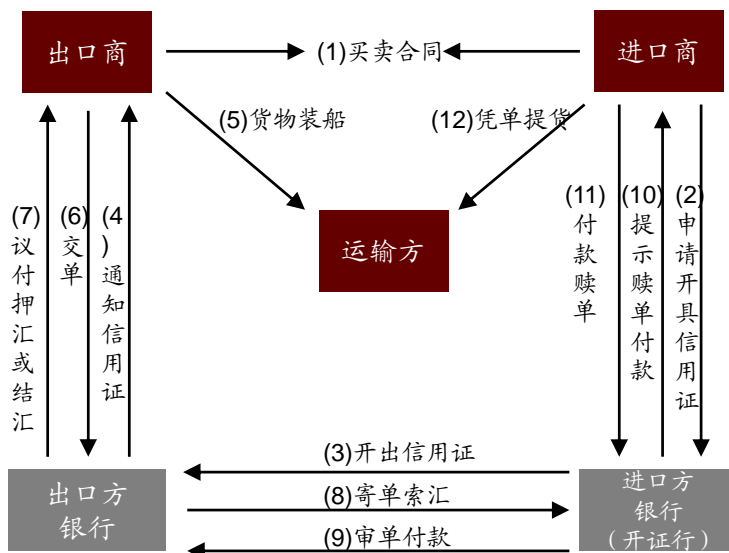 出口商
(1)买卖合同
进口商
(5)货物装船
(12)凭单提货
运输方
(7)
议付押汇或结汇
(6)
交单
(4
)通知信用证
(11)
付款赎单
(10)
提示赎单付款
(2)
申请开具信用证
(3)开出信用证
(8)寄单索汇
(9)审单付款
出口方
银行
进口方
银行
（开证行）